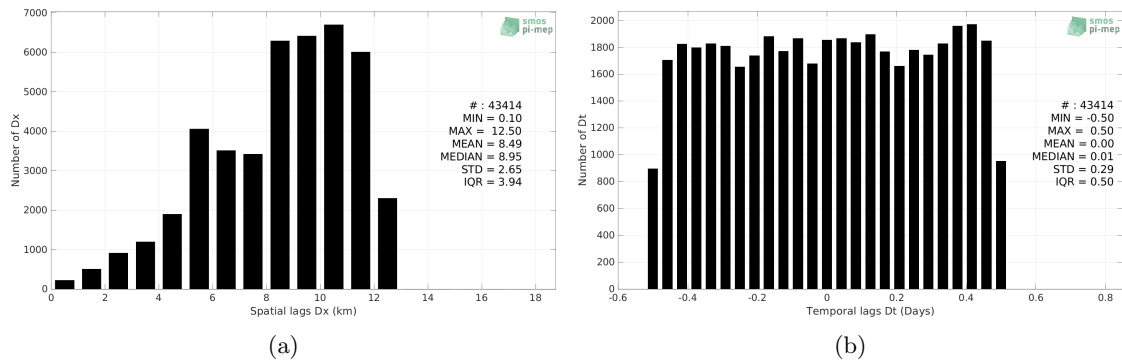 7000
6000
5000
4000
3000
2000
1000
0
Number of Dx
smos
pi-mep
# : 43414
MIN = 0.10
MAX = 12.50
MEAN = 8.49
MEDIAN = 8.95
STD = 2.65
IQR = 3.94
0 2 4 6 8 10 12 14 16 18
Spatial lags Dx (km)
(a)
2000
1800
1600
1400
1200
1000
800
600
400
200
0
Number of Dt
smos
pi-mep
# : 43414
MIN = -0.50
MAX = 0.50
MEAN = 0.00
MEDIAN = 0.01
STD = 0.29
IQR = 0.50
-0.6 -0.4 -0.2 0 0.2 0.4 0.6 0.8
Temporal lags Dt (Days)
(b)